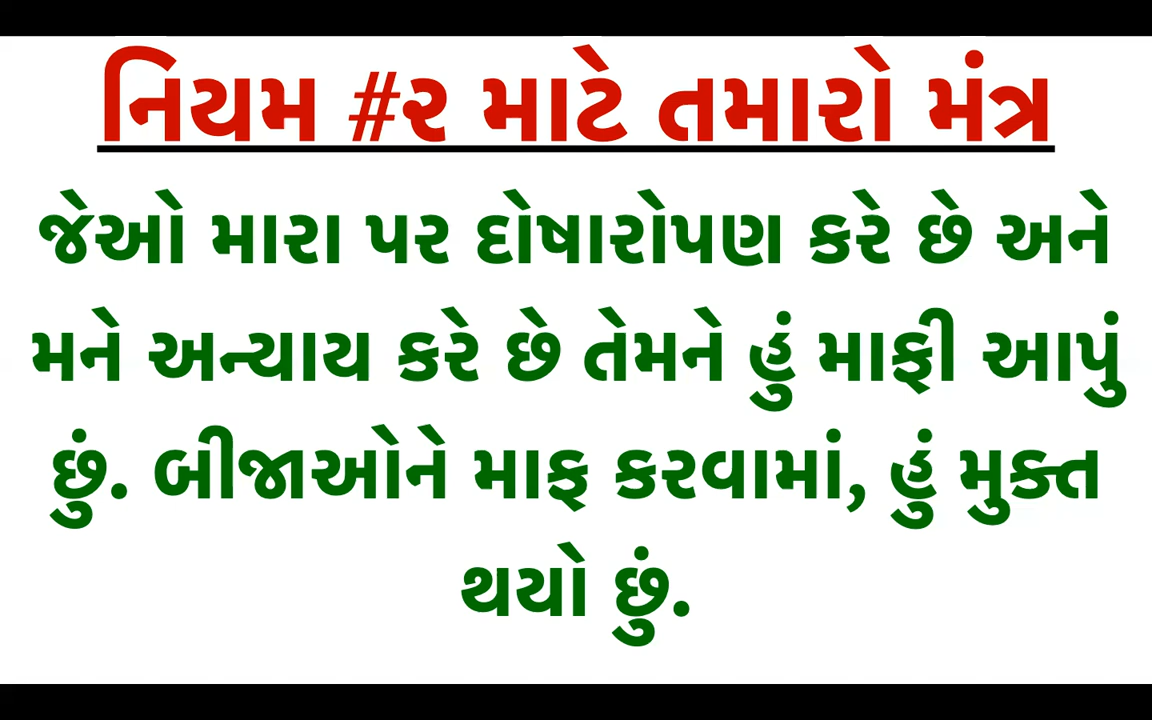 નિયમ #૨ માટે તમારો મંત્ર
જેઓ મારા પર દોષારોપણ કરે છે અને
મને અન્યાય કરે છે તેમને હું માફી આપું
છું. બીજાઓને માફ કરવામાં, હું મુક્ત
થયો છું.